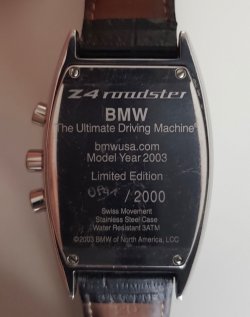 Z4 roadster
BMW
The Ultimate Driving Machine®
bmwusa.com
Model Year 2003
Limited Edition
/ 2000
Swiss Movement
Stainless Steel Case
Water Resistant 3ATM
©2003 BMW of North America, LCC